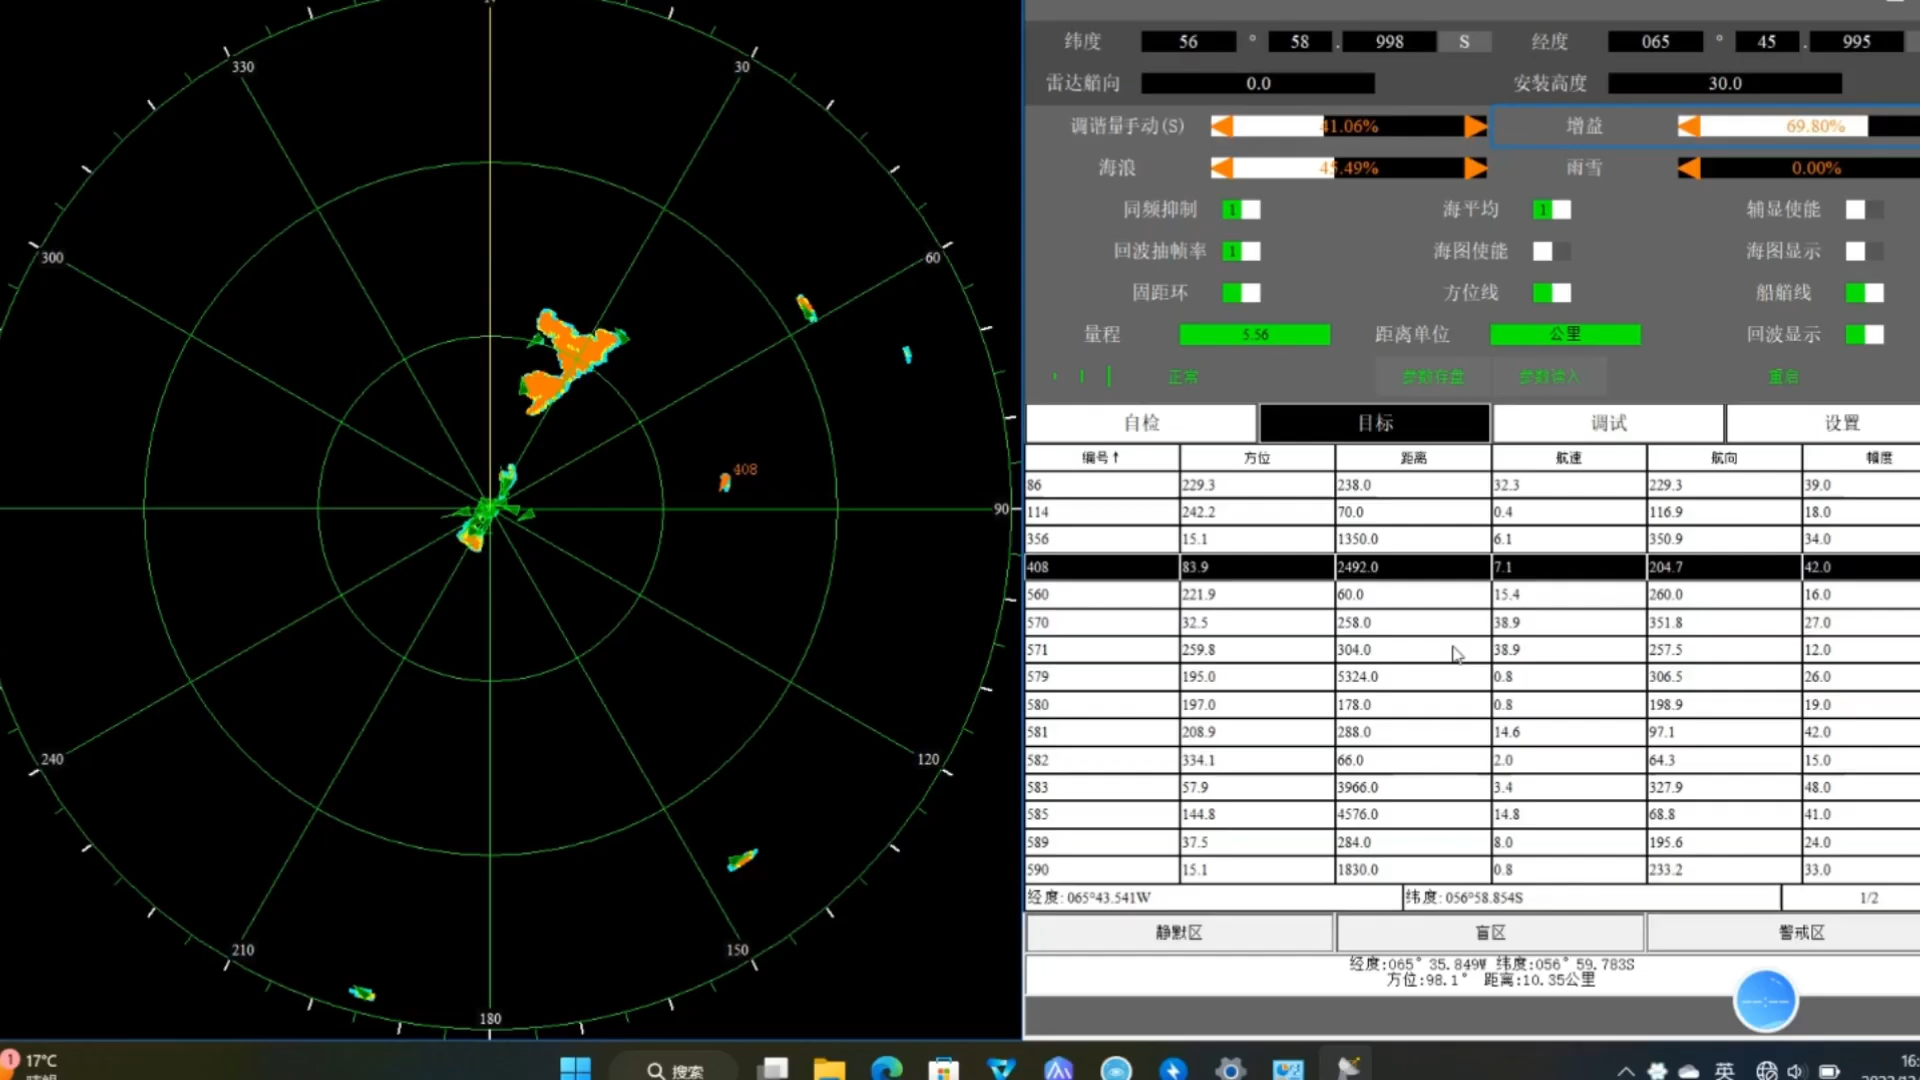 纬度 56 ° 58 . 998 S 经度 065 ° 45 . 995
雷达艏向 0.0 安装高度 30.0
调谐量手动(S) 41.06% 增益 69.80%
海浪 45.49% 雨雪 0.00%
同频抑制 1 海平均 1 辅显使能
回波抽帧率 1 海图使能 海图显示
固距环 方位线 船艏线
量程 5.56 距离单位 公里 回波显示
正常 参数存盘 参数读入 重启
自检 目标 调试 设置
编号↑ 方位 距离 航速 航向 幅度
86 229.3 238.0 32.3 229.3 39.0
114 242.2 70.0 0.4 116.9 18.0
356 15.1 1350.0 6.1 350.9 34.0
408 83.9 2492.0 7.1 204.7 42.0
560 221.9 60.0 15.4 260.0 16.0
570 32.5 258.0 38.9 351.8 27.0
571 259.8 304.0 38.9 257.5 12.0
579 195.0 5324.0 0.8 306.5 26.0
580 197.0 178.0 0.8 198.9 19.0
581 208.9 288.0 14.6 97.1 42.0
582 334.1 66.0 2.0 64.3 15.0
583 57.9 3966.0 3.4 327.9 48.0
585 144.8 4576.0 14.8 68.8 41.0
589 37.5 284.0 8.0 195.6 24.0
590 15.1 1830.0 0.8 233.2 33.0
经度: 065°43.541W 纬度: 056°58.854S 1/2
静默区 盲区 警戒区
经度:065° 35.849W 纬度:056° 59.783S
方位:98.1° 距离:10.35公里
330 30
300 60
408
90
240 120
210 150
180
1 17°C 搜索 英 16: